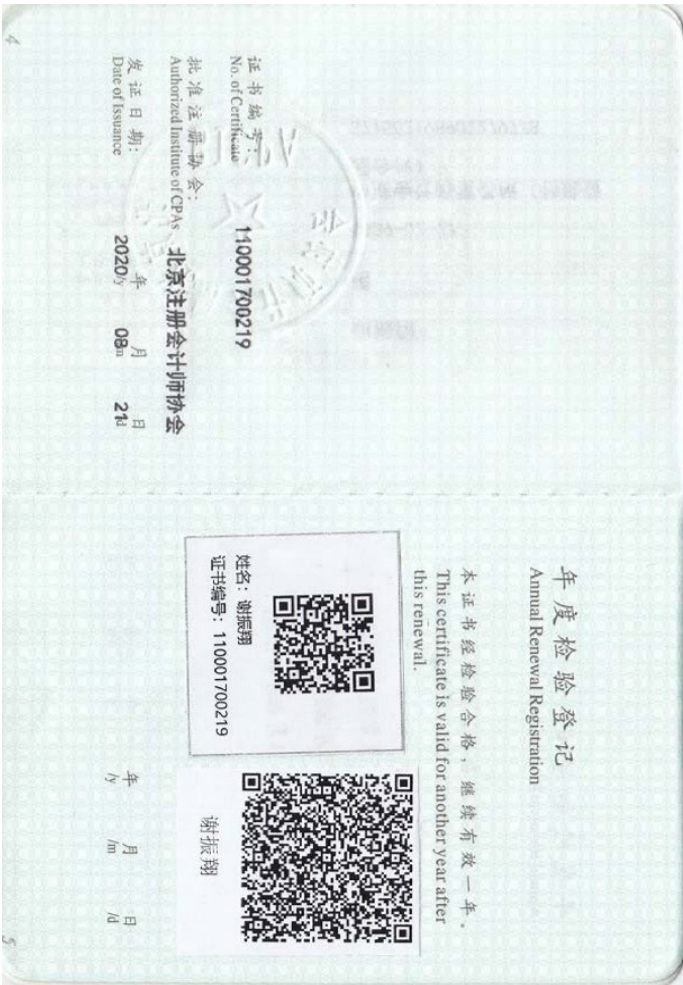 证书编号：
No. of Certificate
110001700219
批准注册协会：
Authorized Institute of CPAs
北京注册会计师协会
发证日期：
Date of Issuance
2020 年 /y 08 月 /m 21 日 /d
4
年度检验登记
Annual Renewal Registration
本证书经检验合格，继续有效一年。
This certificate is valid for another year after
this renewal.
姓名：谢振翔
证书编号：110001700219
谢振翔
年 月 日
/y /m /d
5